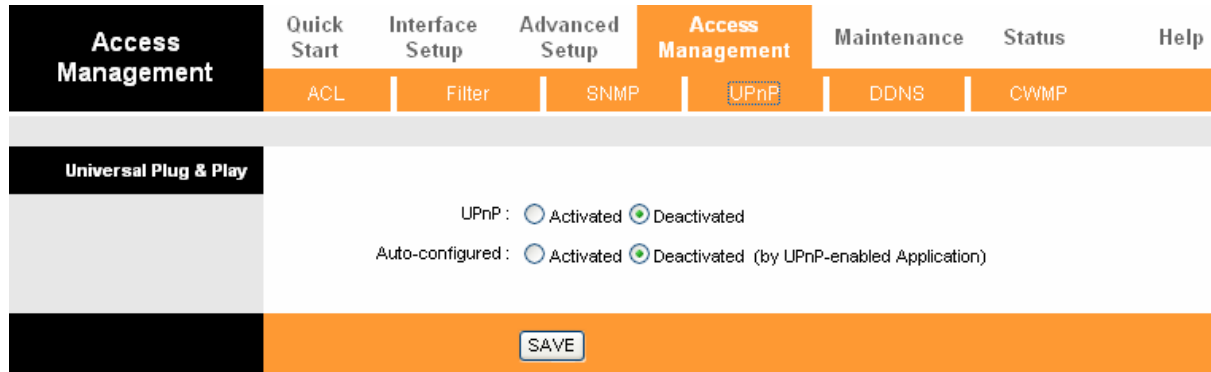 Access Management
Quick Start
Interface Setup
Advanced Setup
Access Management
Maintenance
Status
Help
ACL
Filter
SNMP
UPnP
DDNS
CWMP
Universal Plug & Play
UPnP : Activated Deactivated
Auto-configured : Activated Deactivated (by UPnP-enabled Application)
SAVE